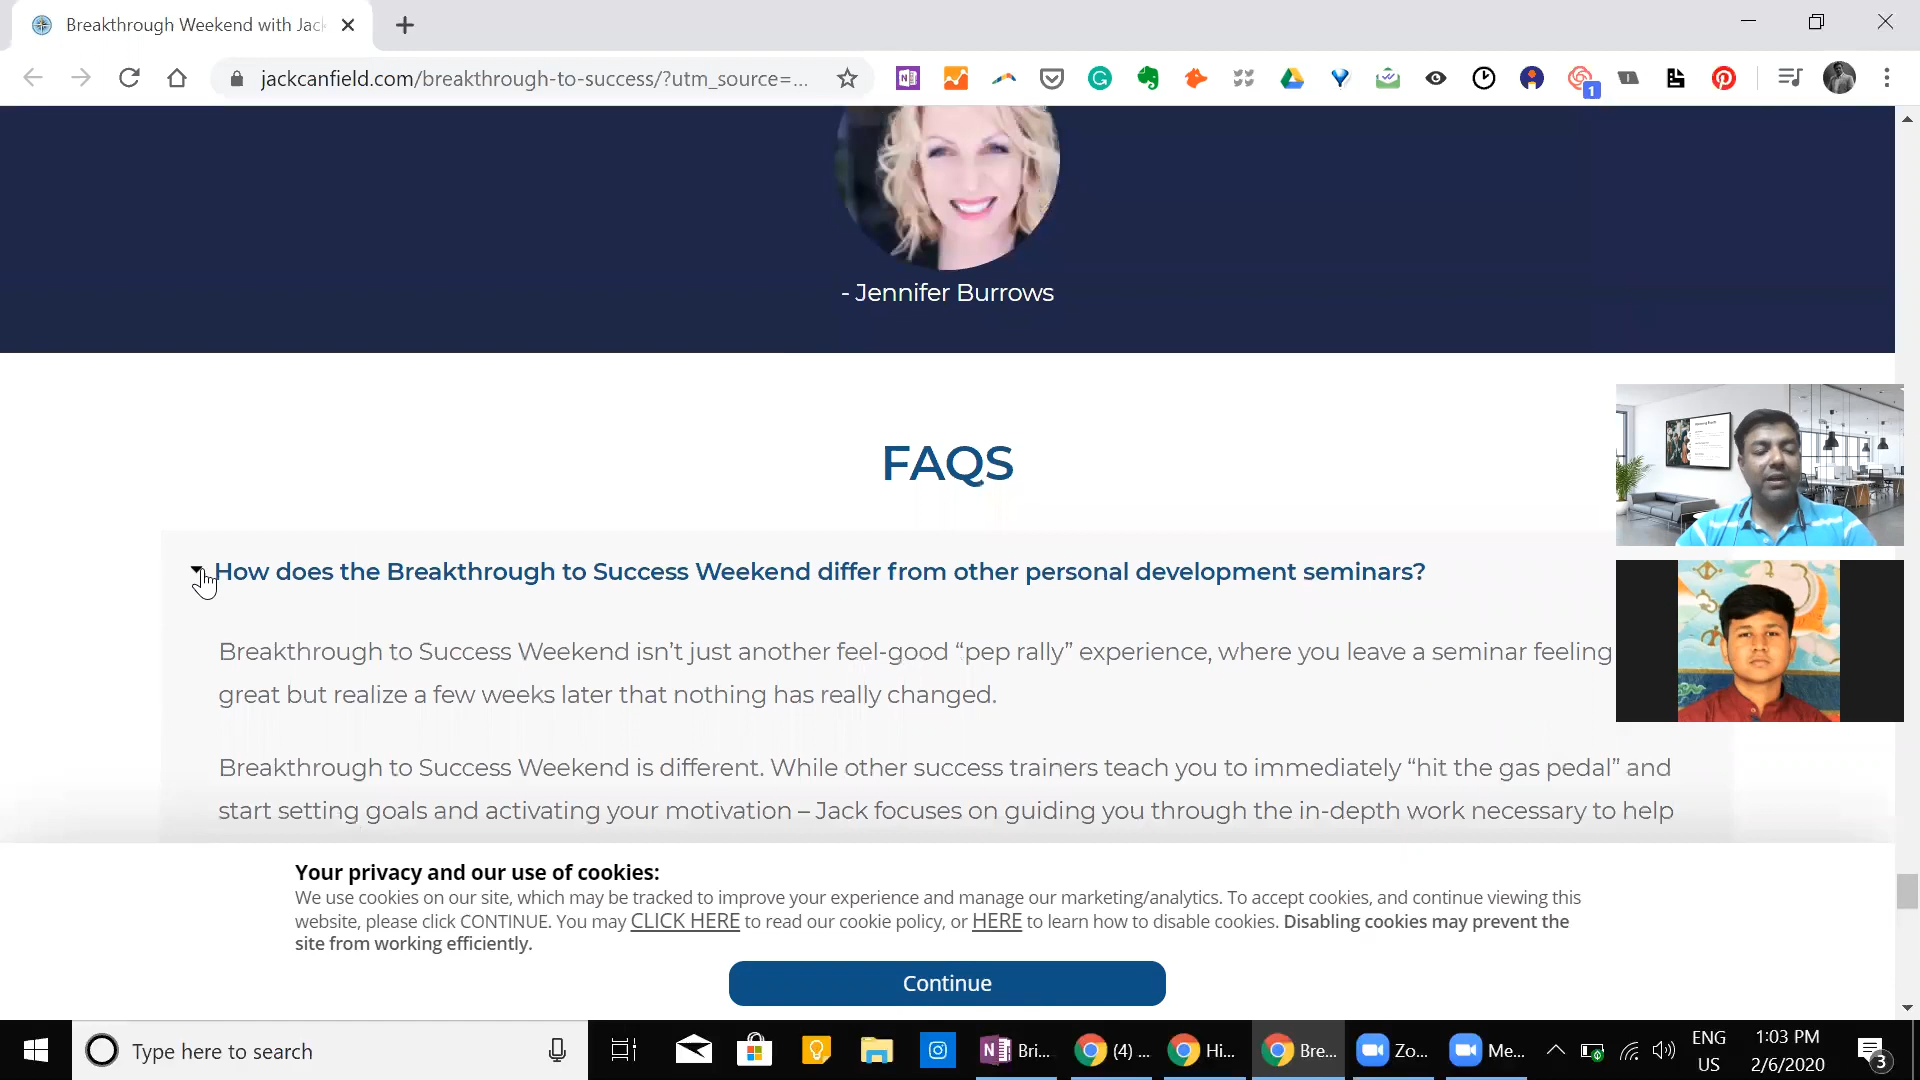 Breakthrough Weekend with Jac
jackcanfield.com/breakthrough-to-success/?utm_source=...
1
- Jennifer Burrows
FAQS
How does the Breakthrough to Success Weekend differ from other personal development seminars?
Breakthrough to Success Weekend isn’t just another feel-good “pep rally” experience, where you leave a seminar feeling
great but realize a few weeks later that nothing has really changed.
Breakthrough to Success Weekend is different. While other success trainers teach you to immediately “hit the gas pedal” and
start setting goals and activating your motivation – Jack focuses on guiding you through the in-depth work necessary to help
Your privacy and our use of cookies:
We use cookies on our site, which may be tracked to improve your experience and manage our marketing/analytics. To accept cookies, and continue viewing this
website, please click CONTINUE. You may CLICK HERE to read our cookie policy, or HERE to learn how to disable cookies. Disabling cookies may prevent the
site from working efficiently.
Continue
Type here to search
N
Bri...
(4) ...
Hi...
Bre...
Zo...
Me...
ENG
US
1:03 PM
2/6/2020
3